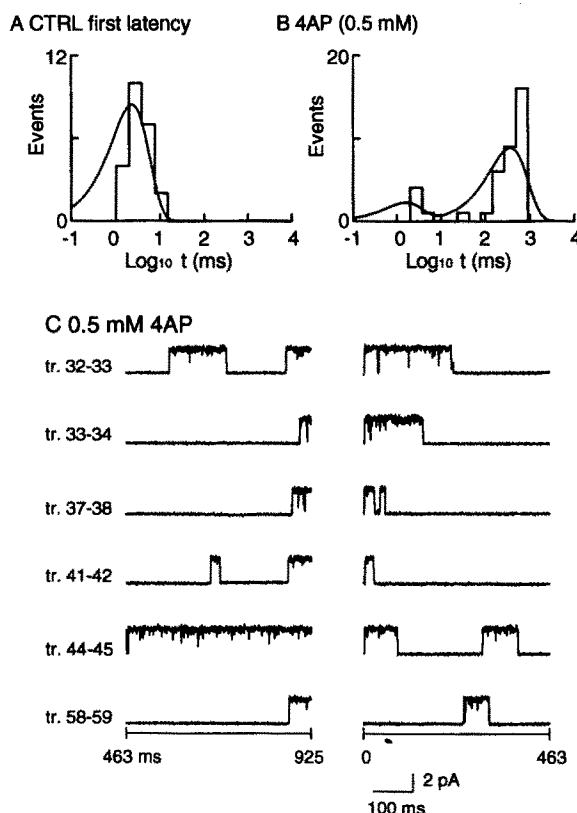 A CTRL first latency
B 4AP (0.5 mM)
12
Events
0
-1 0 1 2 3 4
Log₁₀ t (ms)
20
Events
0
-1 0 1 2 3 4
Log₁₀ t (ms)
C 0.5 mM 4AP
tr. 32-33
tr. 33-34
tr. 37-38
tr. 41-42
tr. 44-45
tr. 58-59
463 ms 925
0 463
2 pA
100 ms